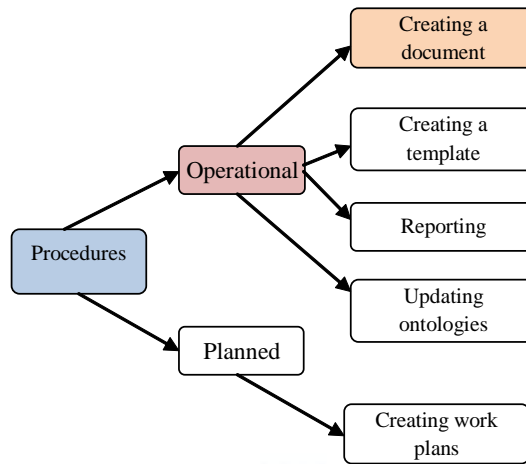 Creating a
document
Creating a
template
Operational
Reporting
Procedures
Updating
ontologies
Planned
Creating work
plans